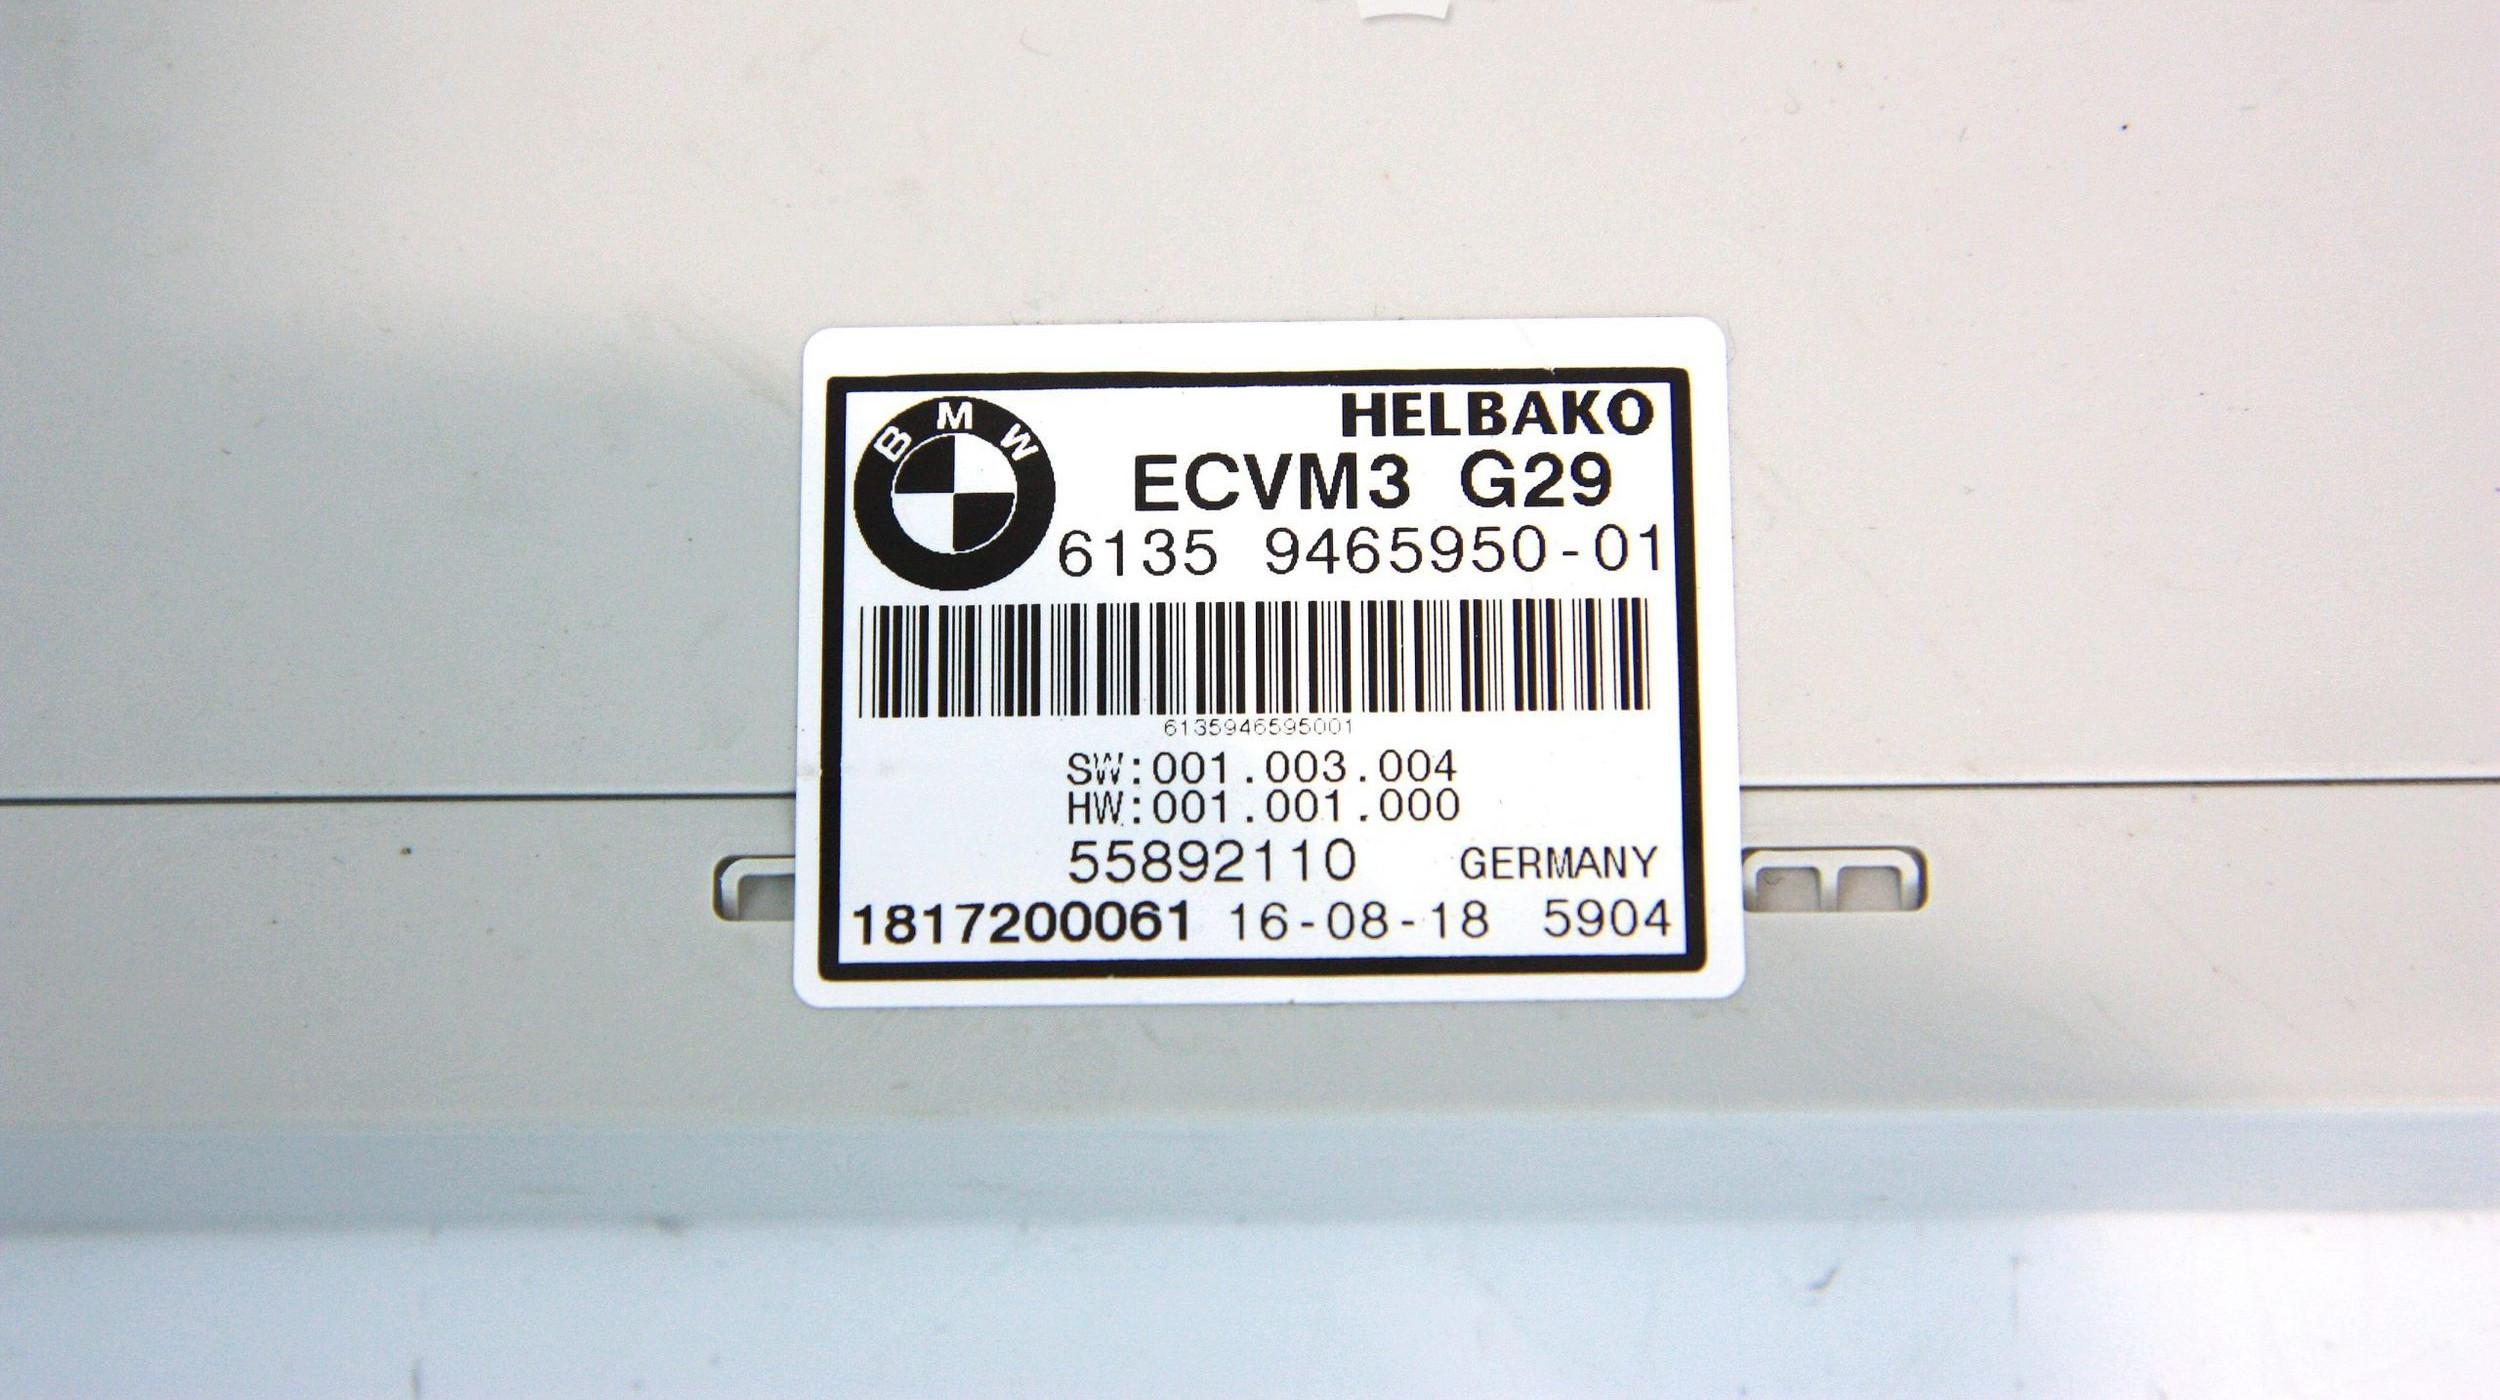 BMW
HELBAKO
ECVM3 G29
6135 9465950-01
6135946595001
SW:001.003.004
HW:001.001.000
55892110 GERMANY
1817200061 16-08-18 5904